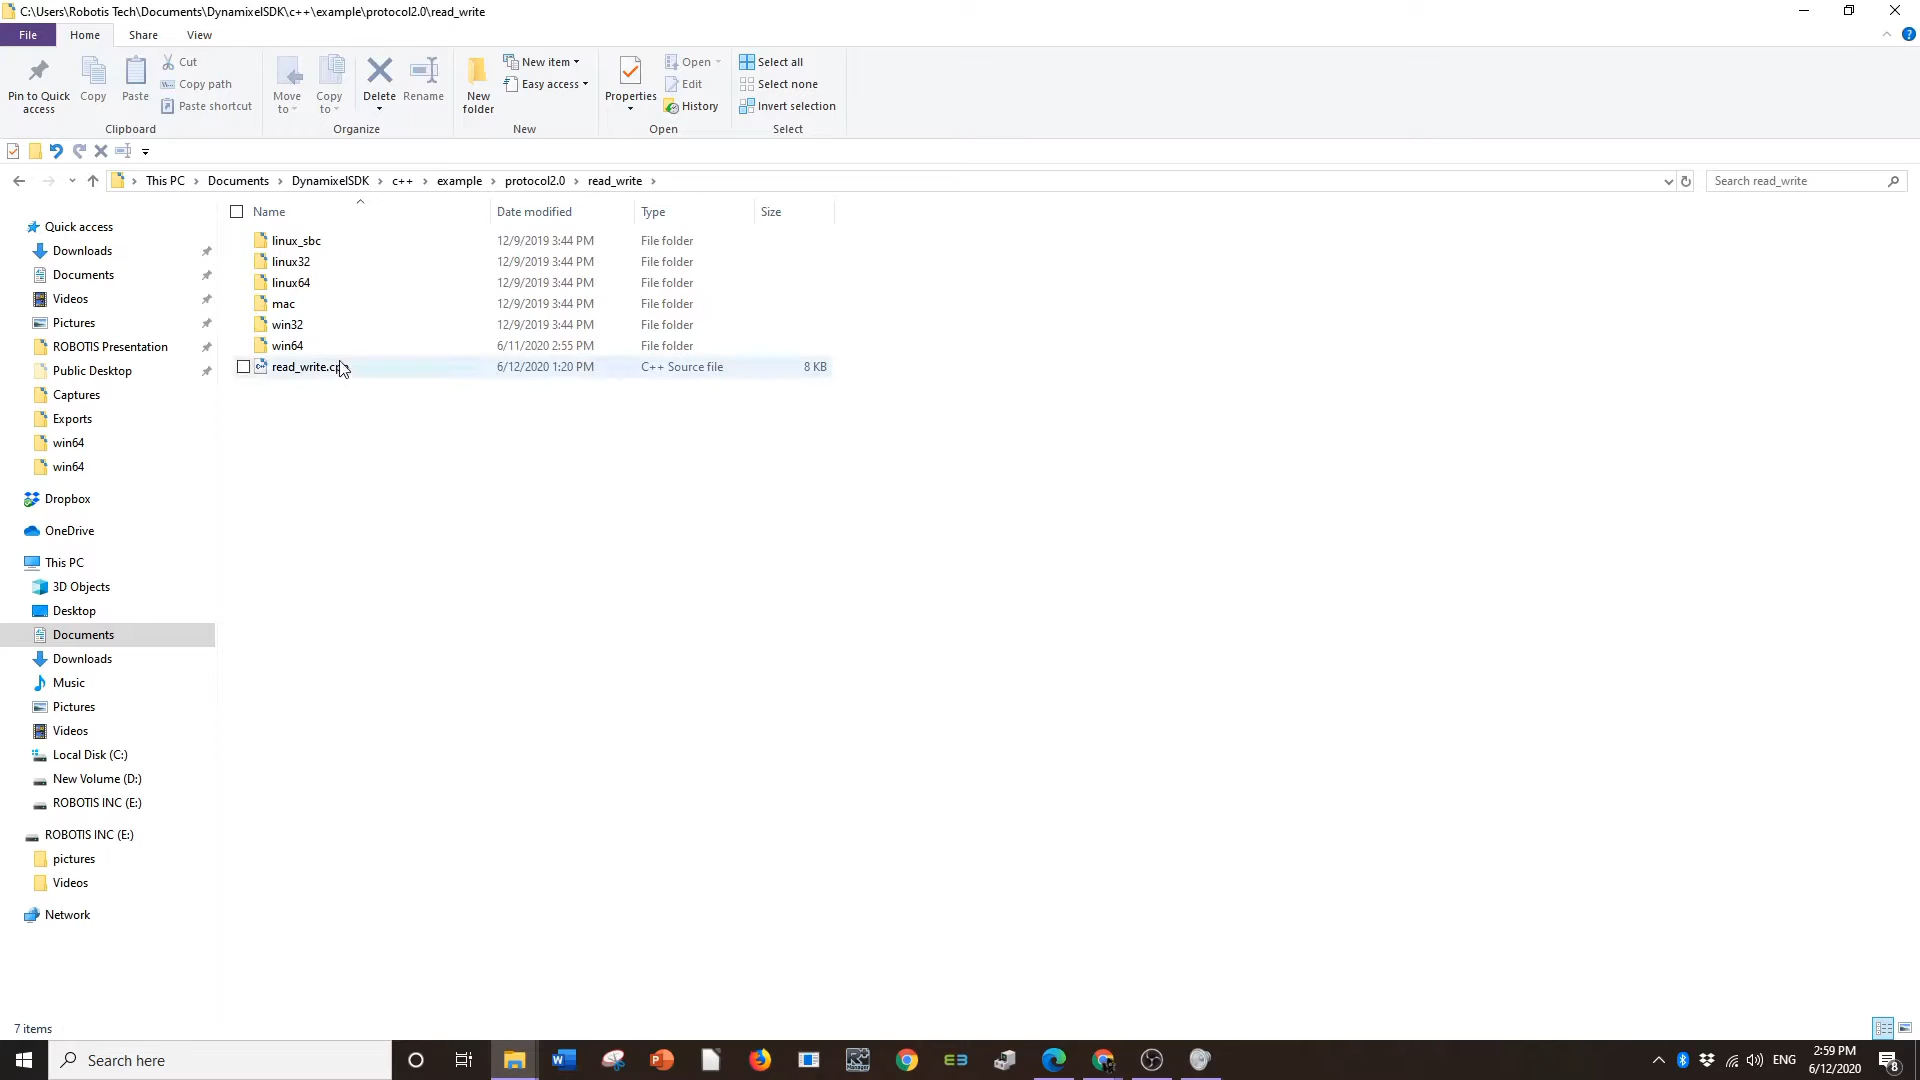 C:\Users\Robotis Tech\Documents\DynamixelSDK\c++\example\protocol2.0\read_write
File Home Share View
Pin to Quick access
Copy
Paste
Cut
Copy path
Paste shortcut
Clipboard
Move to
Copy to
Delete
Rename
Organize
New folder
New item
Easy access
New
Properties
Open
Edit
History
Open
Select all
Select none
Invert selection
Select
This PC > Documents > DynamixelSDK > c++ > example > protocol2.0 > read_write >
Search read_write
Name Date modified Type Size
linux_sbc 12/9/2019 3:44 PM File folder
linux32 12/9/2019 3:44 PM File folder
linux64 12/9/2019 3:44 PM File folder
mac 12/9/2019 3:44 PM File folder
win32 12/9/2019 3:44 PM File folder
win64 6/11/2020 2:55 PM File folder
read_write.cp 6/12/2020 1:20 PM C++ Source file 8 KB
Quick access
Downloads
Documents
Videos
Pictures
ROBOTIS Presentation
Public Desktop
Captures
Exports
win64
win64
Dropbox
OneDrive
This PC
3D Objects
Desktop
Documents
Downloads
Music
Pictures
Videos
Local Disk (C:)
New Volume (D:)
ROBOTIS INC (E:)
ROBOTIS INC (E:)
pictures
Videos
Network
7 items
Search here
ENG
2:59 PM
6/12/2020
8